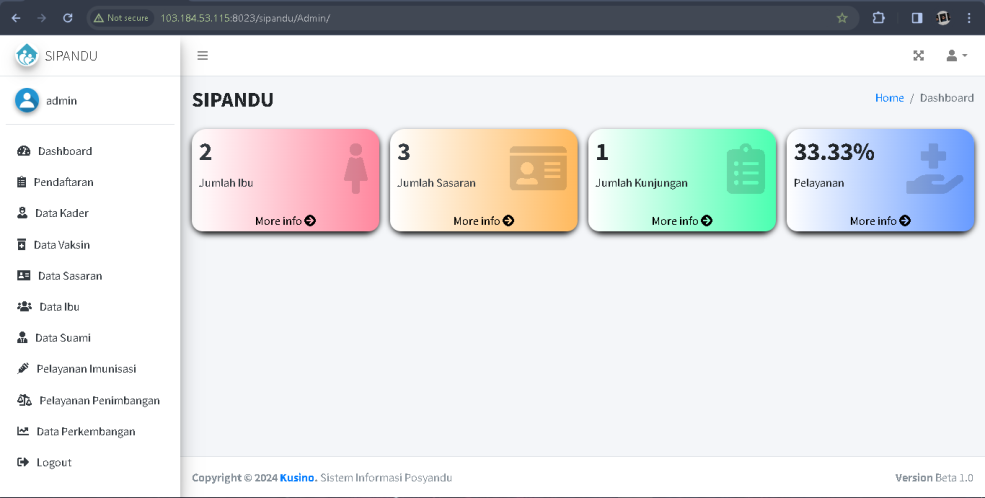 Not secure 103.184.53.115:8023/sipandu/Admin/
SIPANDU
admin
Dashboard
Pendaftaran
Data Kader
Data Vaksin
Data Sasaran
Data Ibu
Data Suami
Pelayanan Imunisasi
Pelayanan Penimbangan
Data Perkembangan
Logout
SIPANDU
Home / Dashboard
2
Jumlah Ibu
More info
3
Jumlah Sasaran
More info
1
Jumlah Kunjungan
More info
33.33%
Pelayanan
More info
Copyright © 2024 Kusino. Sistem Informasi Posyandu
Version Beta 1.0